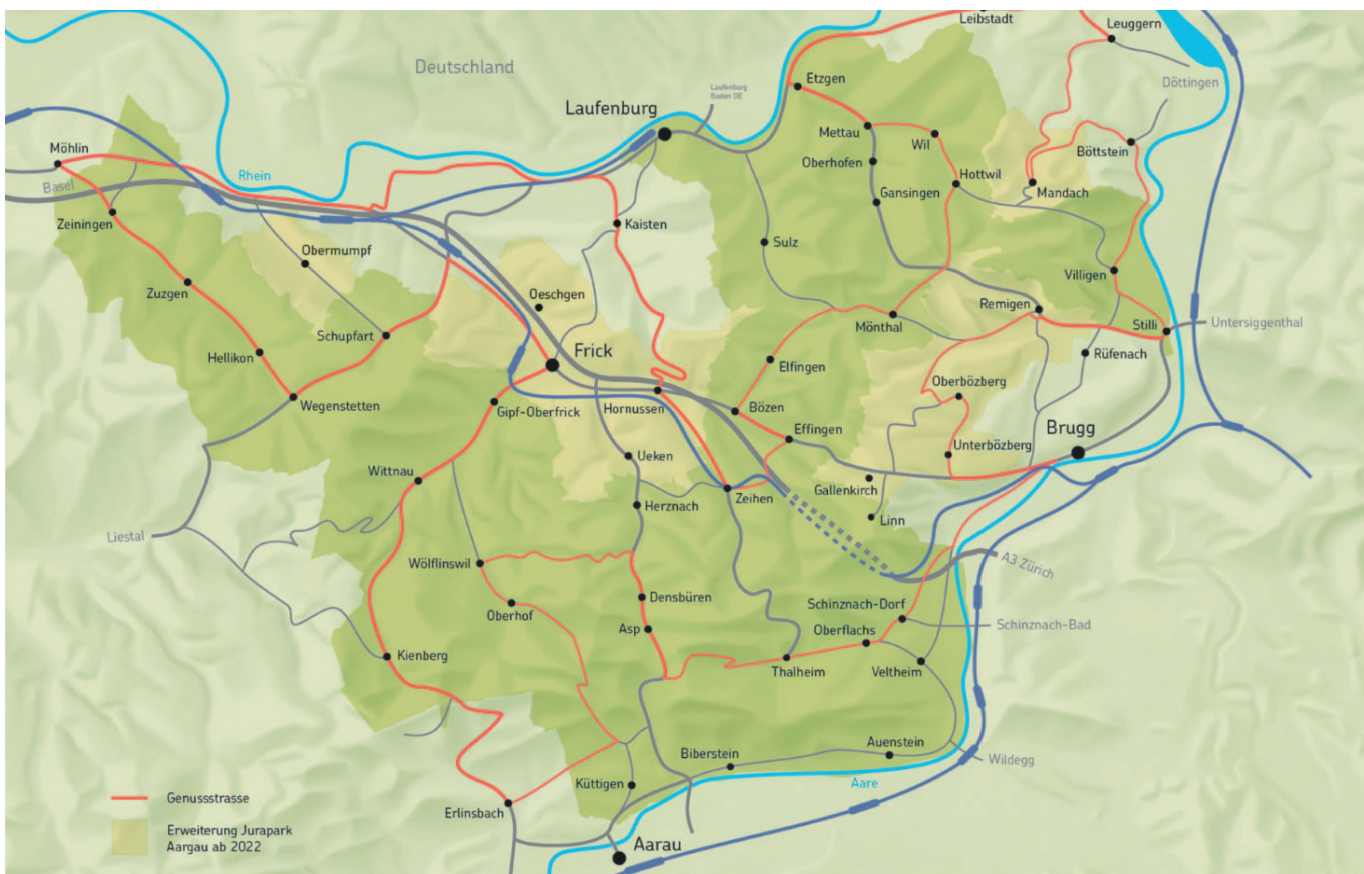 Leibstadt
Leuggern
Deutschland
Etzgen
Döttingen
Laufenburg
Baden DE
Laufenburg
Mettau
Wil
Böttstein
Möhlin
Oberhofen
Hottwil
Rhein
Basel
Gansingen
Mandach
Zeiningen
Kaisten
Sulz
Obermumpf
Villigen
Zuzgen
Oeschgen
Remigen
Mönthal
Stilli
Untersiggenthal
Schupfart
Frick
Elfingen
Rüfenach
Hellikon
Oberbözberg
Wegenstetten
Gipf-Oberfrick
Hornussen
Bözen
Effingen
Brugg
Ueken
Unterbözberg
Wittnau
Gallenkirch
Zeihen
Herznach
Linn
Liestal
Wölflinswil
A3 Zürich
Densbüren
Schinznach-Dorf
Oberhof
Asp
Oberflachs
Schinznach-Bad
Kienberg
Thalheim
Veltheim
Auenstein
Biberstein
Wildegg
Küttigen
Aare
Genussstrasse
Erlinsbach
Erweiterung Jurapark
Aargau ab 2022
Aarau